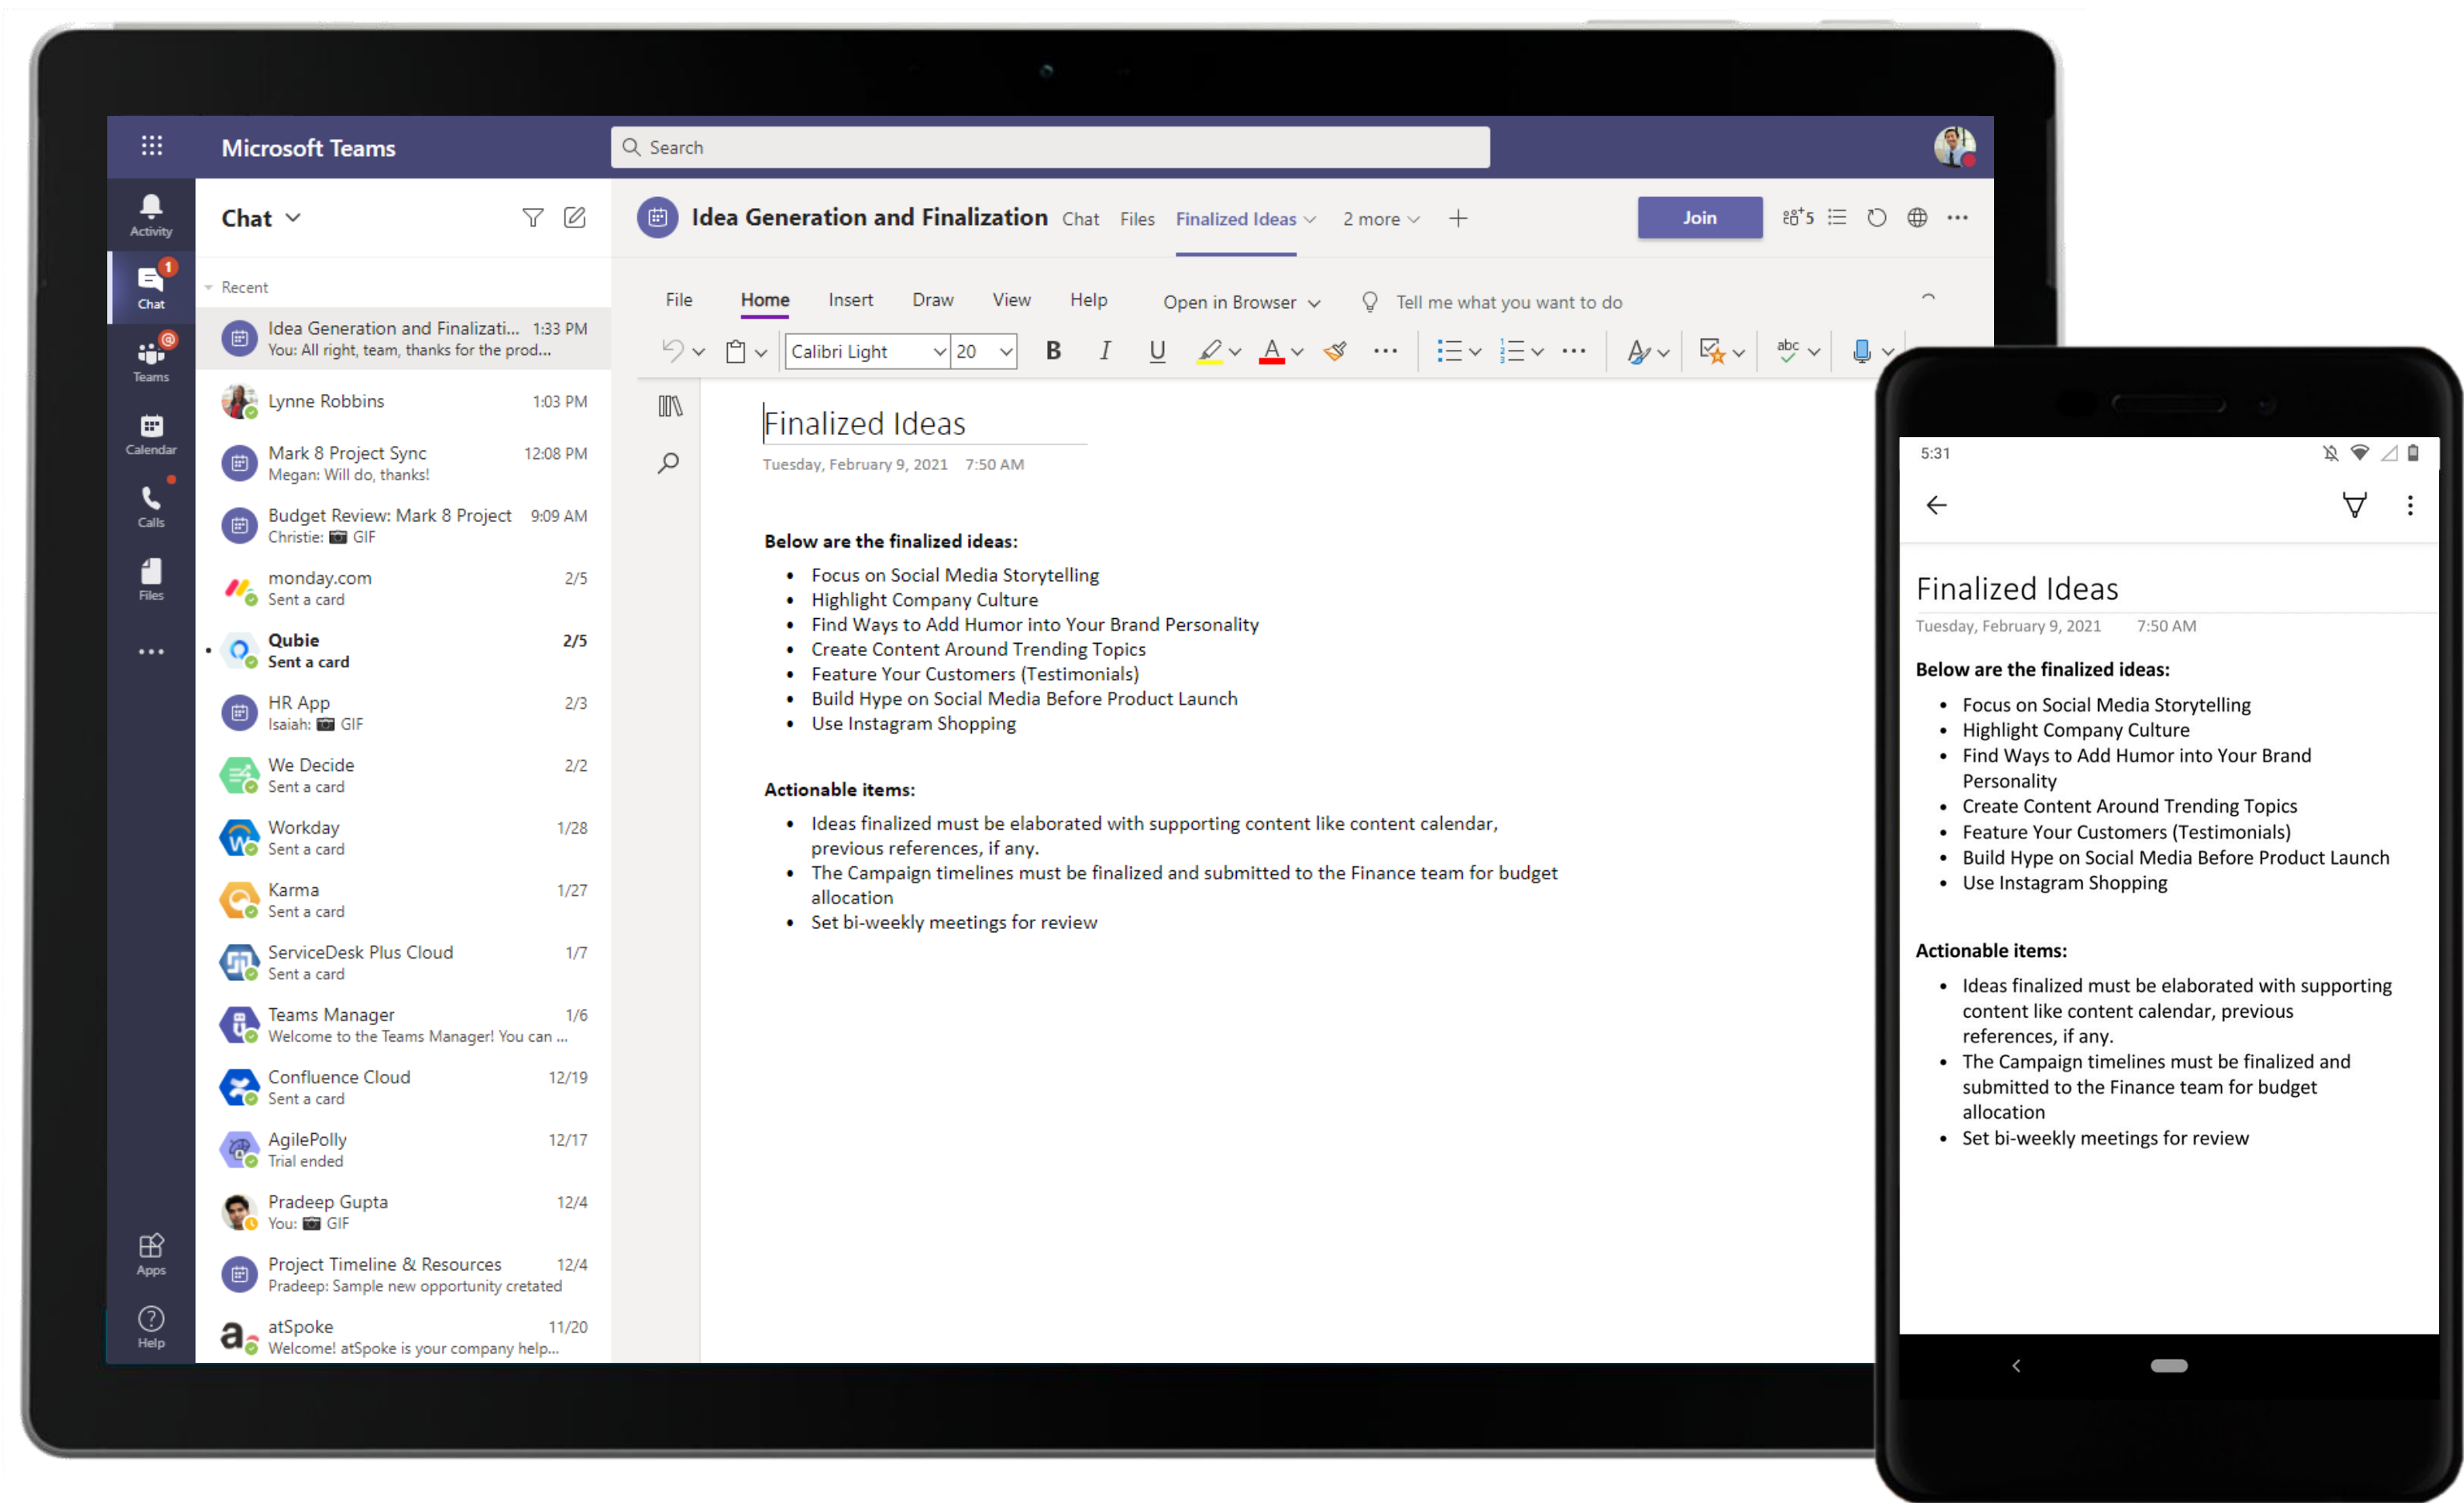 Microsoft Teams
Search
Activity
Chat
1
Chat
Teams
Calendar
Calls
Files
Apps
Help
Recent
Idea Generation and Finalizati... 1:33 PM
You: All right, team, thanks for the prod...
Lynne Robbins 1:03 PM
Mark 8 Project Sync 12:08 PM
Megan: Will do, thanks!
Budget Review: Mark 8 Project 9:09 AM
Christie: GIF
monday.com 2/5
Sent a card
Qubie 2/5
Sent a card
HR App 2/3
Isaiah: GIF
We Decide 2/2
Sent a card
Workday 1/28
Sent a card
Karma 1/27
Sent a card
ServiceDesk Plus Cloud 1/7
Sent a card
Teams Manager 1/6
Welcome to the Teams Manager! You can ...
Confluence Cloud 12/19
Sent a card
AgilePolly 12/17
Trial ended
Pradeep Gupta 12/4
You: GIF
Project Timeline & Resources 12/4
Pradeep: Sample new opportunity cretated
atSpoke 11/20
Welcome! atSpoke is your company help...
Idea Generation and Finalization Chat Files Finalized Ideas 2 more + Join +5 ...
File Home Insert Draw View Help Open in Browser Tell me what you want to do
Calibri Light 20 B I U A ... ... A abc
Finalized Ideas
Tuesday, February 9, 2021 7:50 AM
Below are the finalized ideas:
• Focus on Social Media Storytelling
• Highlight Company Culture
• Find Ways to Add Humor into Your Brand Personality
• Create Content Around Trending Topics
• Feature Your Customers (Testimonials)
• Build Hype on Social Media Before Product Launch
• Use Instagram Shopping
Actionable items:
• Ideas finalized must be elaborated with supporting content like content calendar,
previous references, if any.
• The Campaign timelines must be finalized and submitted to the Finance team for budget
allocation
• Set bi-weekly meetings for review
5:31
Finalized Ideas
Tuesday, February 9, 2021 7:50 AM
Below are the finalized ideas:
• Focus on Social Media Storytelling
• Highlight Company Culture
• Find Ways to Add Humor into Your Brand
Personality
• Create Content Around Trending Topics
• Feature Your Customers (Testimonials)
• Build Hype on Social Media Before Product Launch
• Use Instagram Shopping
Actionable items:
• Ideas finalized must be elaborated with supporting
content like content calendar, previous
references, if any.
• The Campaign timelines must be finalized and
submitted to the Finance team for budget
allocation
• Set bi-weekly meetings for review